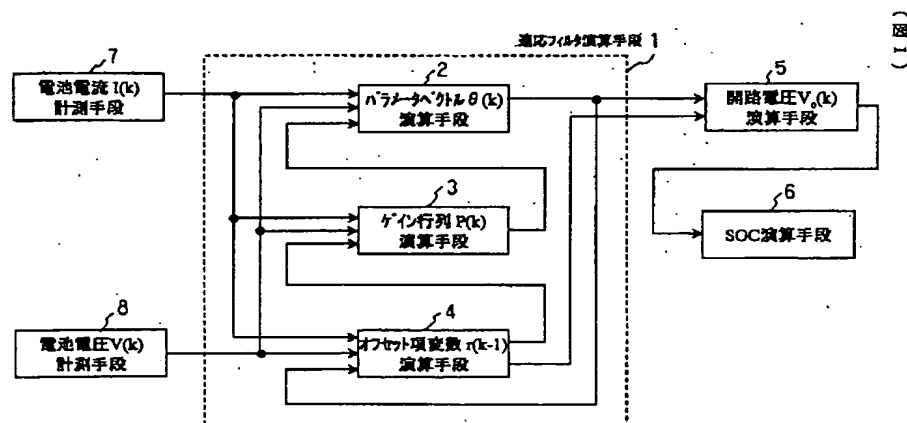 (図1)
適応フィルタ演算手段
1
7
電池電流 I(k)
計測手段
2
パラメータベクトル θ(k)
演算手段
5
開路電圧V₀(k)
演算手段
3
ゲイン行列 P(k)
演算手段
6
SOC演算手段
8
電池電圧V(k)
計測手段
4
オフセット項変数 r(k-1)
演算手段